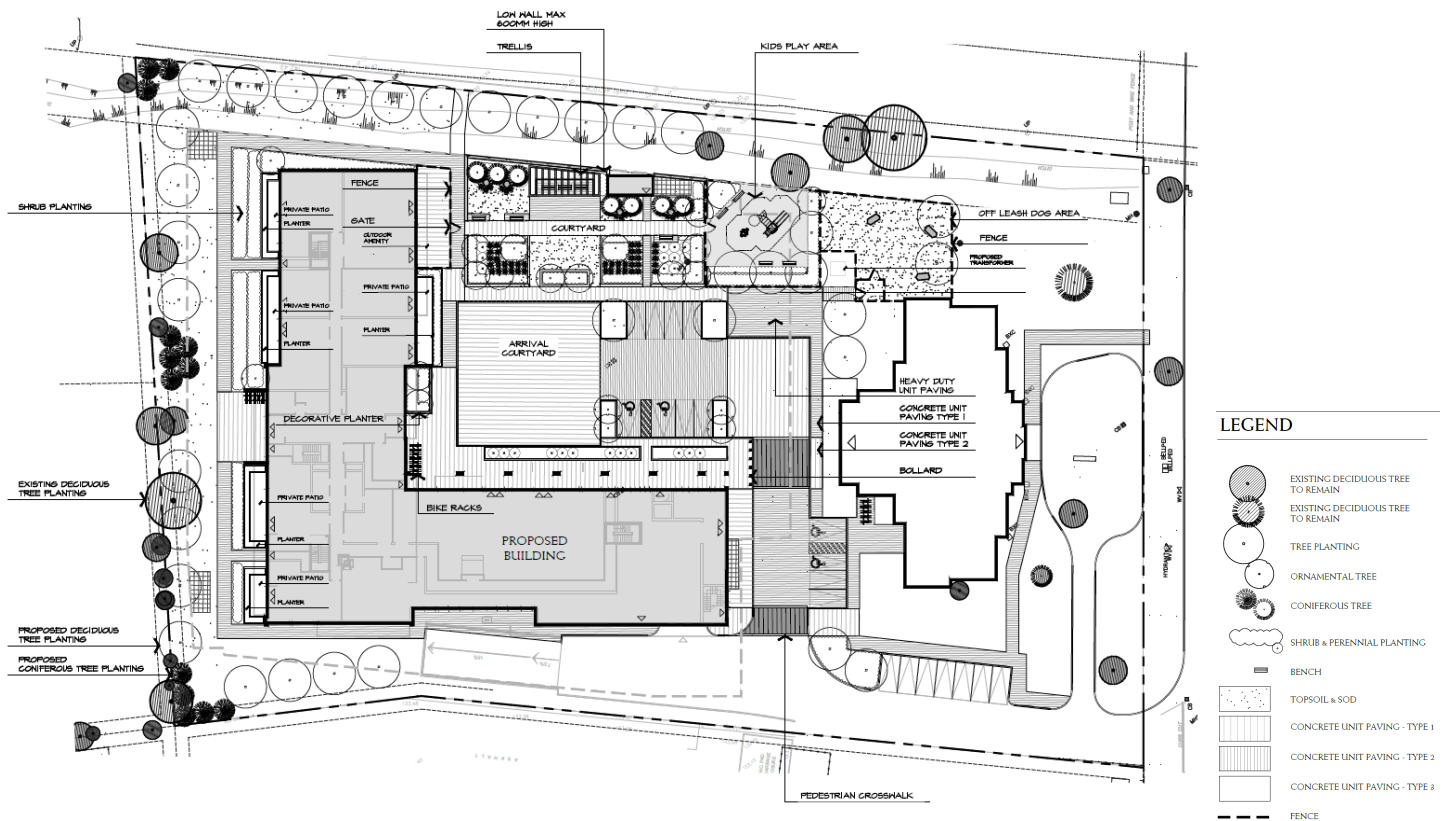 LOW WALL MAX
600MM HIGH
TRELLIS
KIDS PLAY AREA
SHRUB PLANTING
FENCE
PRIVATE PATIO
PLANTER
GATE
OUTDOOR
AMENITY
COURTYARD
OFF LEASH DOG AREA
FENCE
PROPOSED
TRANSFORMER
PRIVATE PATIO
PRIVATE PATIO
PLANTER
PLANTER
ARRIVAL
COURTYARD
HEAVY DUTY
UNIT PAVING
DECORATIVE PLANTER
CONCRETE UNIT
PAVING TYPE 1
CONCRETE UNIT
PAVING TYPE 2
BOLLARD
EXISTING DECIDUOUS
TREE PLANTING
PRIVATE PATIO
BIKE RACKS
PLANTER
PROPOSED
BUILDING
PRIVATE PATIO
PLANTER
PROPOSED DECIDUOUS
TREE PLANTING
PROPOSED
CONIFEROUS TREE PLANTING
PEDESTRIAN CROSSWALK
LEGEND
EXISTING DECIDUOUS TREE
TO REMAIN
EXISTING DECIDUOUS TREE
TO REMAIN
TREE PLANTING
ORNAMENTAL TREE
CONIFEROUS TREE
SHRUB & PERENNIAL PLANTING
BENCH
TOPSOIL & SOD
CONCRETE UNIT PAVING - TYPE 1
CONCRETE UNIT PAVING - TYPE 2
CONCRETE UNIT PAVING - TYPE 3
FENCE